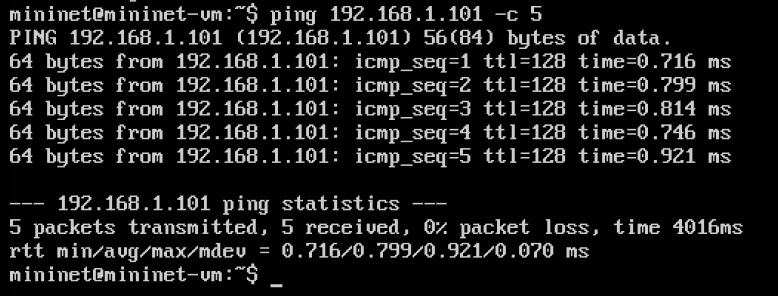 mininet@mininet-vm:~$ ping 192.168.1.101 -c 5
PING 192.168.1.101 (192.168.1.101) 56(84) bytes of data.
64 bytes from 192.168.1.101: icmp_seq=1 ttl=128 time=0.716 ms
64 bytes from 192.168.1.101: icmp_seq=2 ttl=128 time=0.799 ms
64 bytes from 192.168.1.101: icmp_seq=3 ttl=128 time=0.814 ms
64 bytes from 192.168.1.101: icmp_seq=4 ttl=128 time=0.746 ms
64 bytes from 192.168.1.101: icmp_seq=5 ttl=128 time=0.921 ms

--- 192.168.1.101 ping statistics ---
5 packets transmitted, 5 received, 0% packet loss, time 4016ms
rtt min/avg/max/mdev = 0.716/0.799/0.921/0.070 ms
mininet@mininet-vm:~$ _